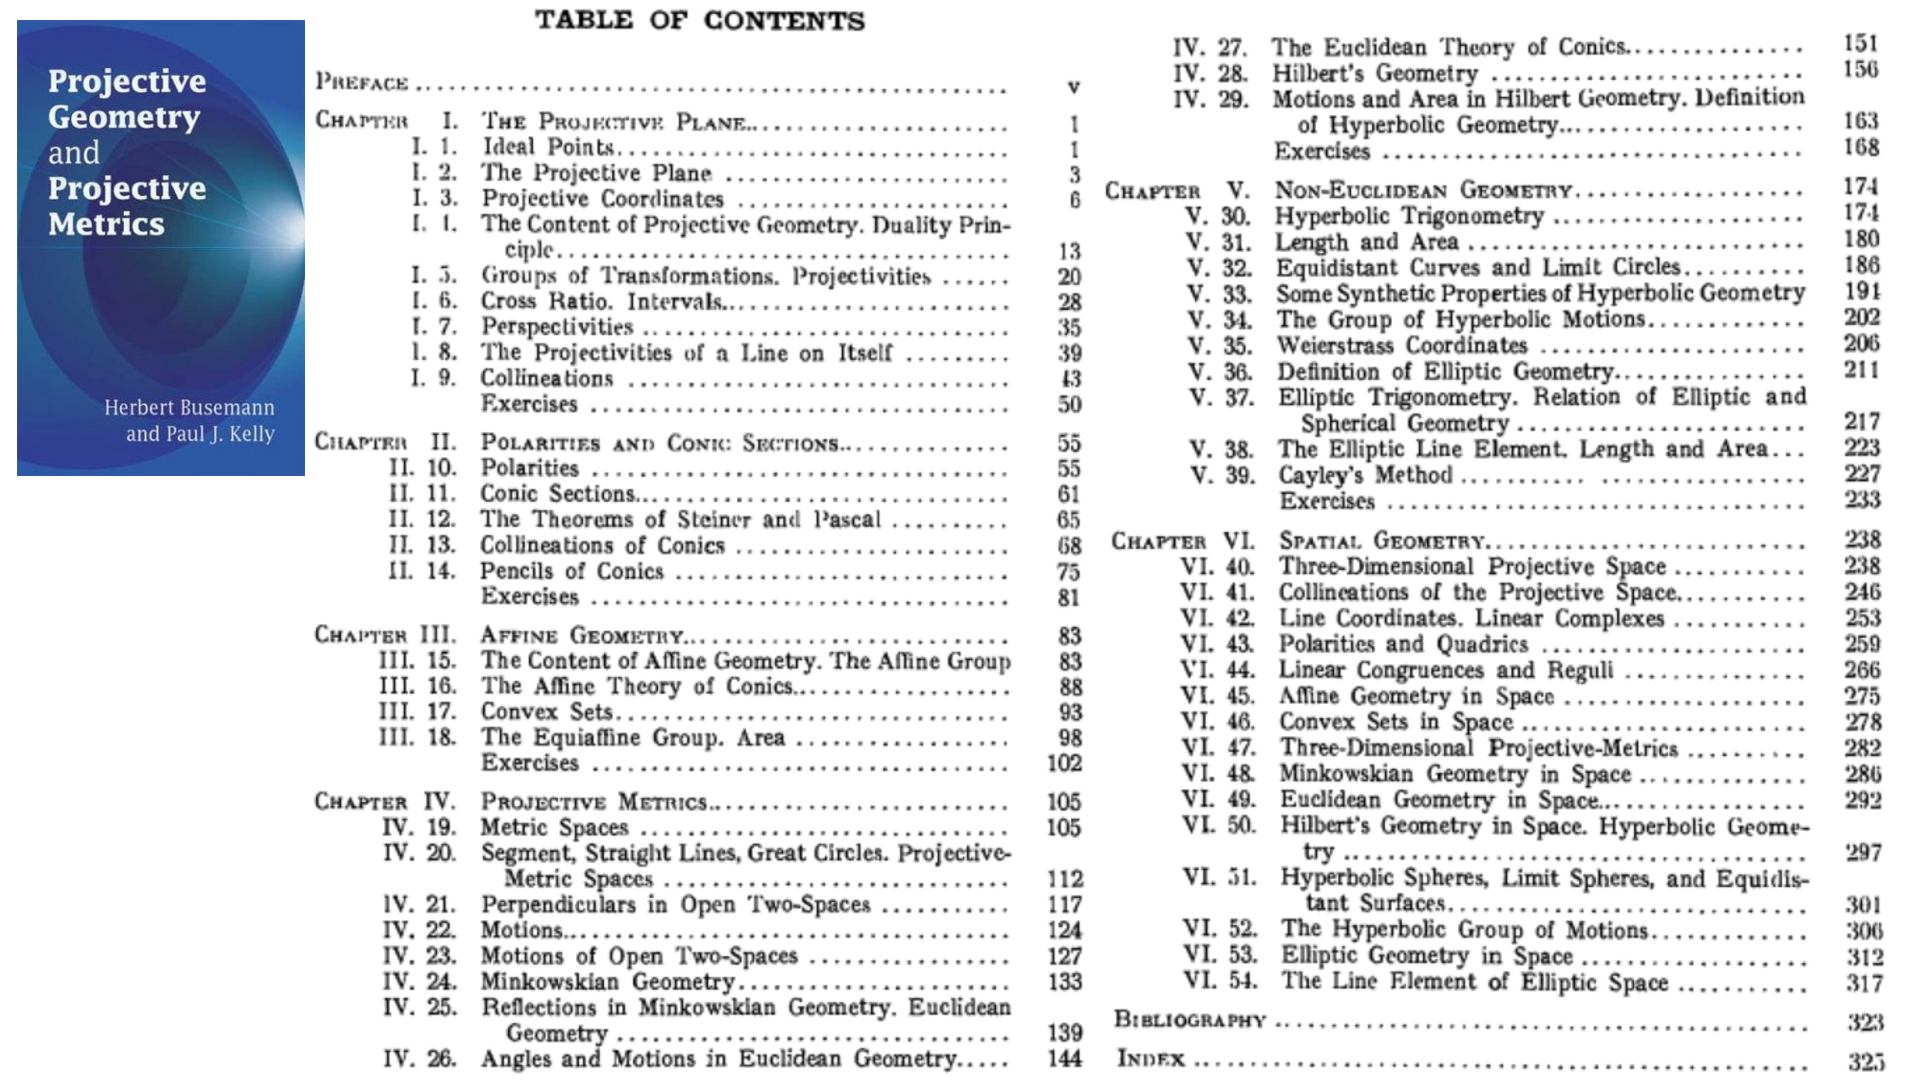 Projective
Geometry
and
Projective
Metrics
Herbert Busemann
and Paul J. Kelly
TABLE OF CONTENTS
PREFACE .......... v
CHAPTER I. THE PROJECTIVE PLANE.......... 1
I. 1. Ideal Points.......... 1
I. 2. The Projective Plane .......... 3
I. 3. Projective Coordinates .......... 6
I. 4. The Content of Projective Geometry. Duality Prin-
ciple.......... 13
I. 5. Groups of Transformations. Projectivities ...... 20
I. 6. Cross Ratio. Intervals.......... 28
I. 7. Perspectivities .......... 35
I. 8. The Projectivities of a Line on Itself ......... 39
I. 9. Collineations .......... 43
Exercises .......... 50
CHAPTER II. POLARITIES AND CONIC SECTIONS.......... 55
II. 10. Polarities .......... 55
II. 11. Conic Sections.......... 61
II. 12. The Theorems of Steiner and Pascal .......... 65
II. 13. Collineations of Conics .......... 68
II. 14. Pencils of Conics .......... 75
Exercises .......... 81
CHAPTER III. AFFINE GEOMETRY.......... 83
III. 15. The Content of Affine Geometry. The Affine Group 83
III. 16. The Affine Theory of Conics.......... 88
III. 17. Convex Sets.......... 93
III. 18. The Equiaffine Group. Area .......... 98
Exercises .......... 102
CHAPTER IV. PROJECTIVE METRICS.......... 105
IV. 19. Metric Spaces .......... 105
IV. 20. Segment, Straight Lines, Great Circles. Projective-
Metric Spaces .......... 112
IV. 21. Perpendiculars in Open Two-Spaces .......... 117
IV. 22. Motions.......... 124
IV. 23. Motions of Open Two-Spaces .......... 127
IV. 24. Minkowskian Geometry.......... 133
IV. 25. Reflections in Minkowskian Geometry. Euclidean
Geometry .......... 139
IV. 26. Angles and Motions in Euclidean Geometry..... 144
IV. 27. The Euclidean Theory of Conics.......... 151
IV. 28. Hilbert's Geometry .......... 156
IV. 29. Motions and Area in Hilbert Geometry. Definition
of Hyperbolic Geometry.......... 163
Exercises .......... 168
CHAPTER V. NON-EUCLIDEAN GEOMETRY.......... 174
V. 30. Hyperbolic Trigonometry .......... 174
V. 31. Length and Area .......... 180
V. 32. Equidistant Curves and Limit Circles.......... 186
V. 33. Some Synthetic Properties of Hyperbolic Geometry 191
V. 34. The Group of Hyperbolic Motions.......... 202
V. 35. Weierstrass Coordinates .......... 206
V. 36. Definition of Elliptic Geometry.......... 211
V. 37. Elliptic Trigonometry. Relation of Elliptic and
Spherical Geometry .......... 217
V. 38. The Elliptic Line Element. Length and Area... 223
V. 39. Cayley's Method .......... 227
Exercises .......... 233
CHAPTER VI. SPATIAL GEOMETRY.......... 238
VI. 40. Three-Dimensional Projective Space .......... 238
VI. 41. Collineations of the Projective Space.......... 246
VI. 42. Line Coordinates. Linear Complexes .......... 253
VI. 43. Polarities and Quadrics .......... 259
VI. 44. Linear Congruences and Reguli .......... 266
VI. 45. Affine Geometry in Space .......... 275
VI. 46. Convex Sets in Space .......... 278
VI. 47. Three-Dimensional Projective-Metrics .......... 282
VI. 48. Minkowskian Geometry in Space .......... 286
VI. 49. Euclidean Geometry in Space.......... 292
VI. 50. Hilbert's Geometry in Space. Hyperbolic Geome-
try .......... 297
VI. 51. Hyperbolic Spheres, Limit Spheres, and Equidis-
tant Surfaces.......... 301
VI. 52. The Hyperbolic Group of Motions.......... 306
VI. 53. Elliptic Geometry in Space .......... 312
VI. 54. The Line Element of Elliptic Space .......... 317
BIBLIOGRAPHY .......... 323
INDEX .......... 325